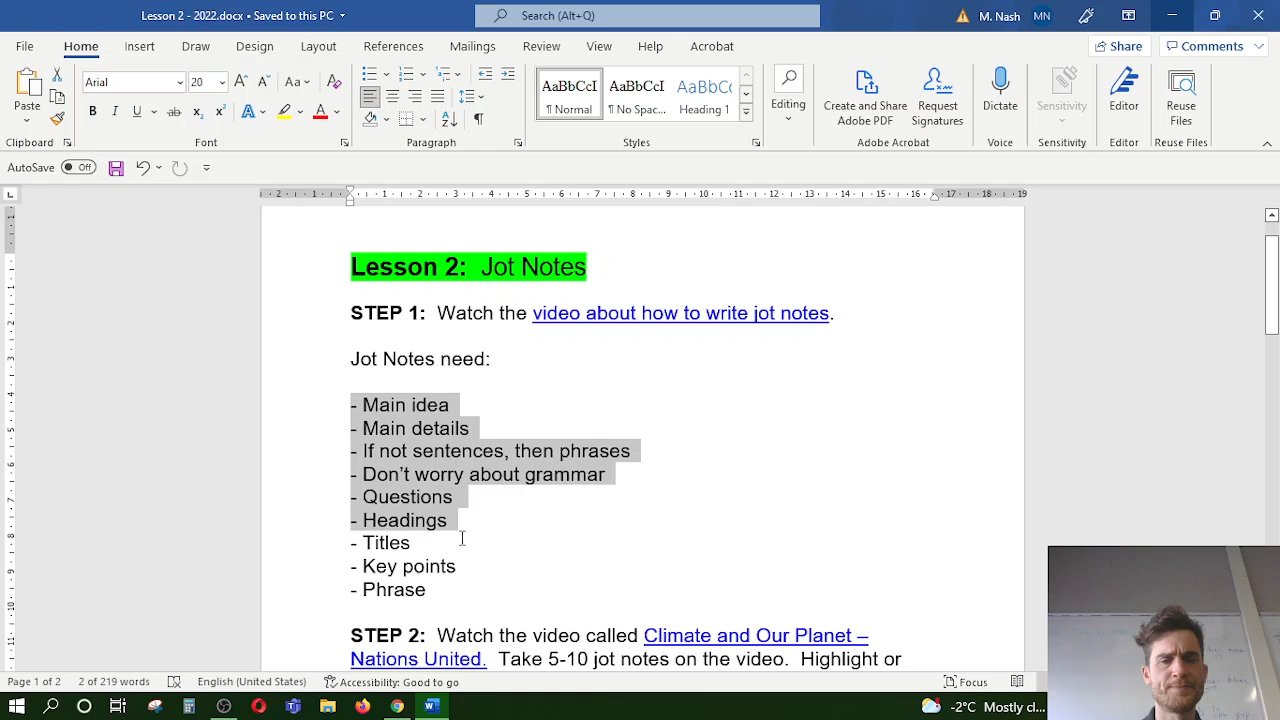 Lesson 2 - 2022.docx • Saved to this PC
Search (Alt+Q)
M. Nash
MN
File Home Insert Draw Design Layout References Mailings Review View Help Acrobat
Share
Comments
Paste
Clipboard
Arial
20
Font
Paragraph
AaBbCcI
¶ Normal
AaBbCcI
¶ No Spac...
AaBbCc
Heading 1
Styles
Editing
Create and Share
Adobe PDF
Request
Signatures
Adobe Acrobat
Dictate
Voice
Sensitivity
Sensitivity
Editor
Editor
Reuse
Files
Reuse Files
AutoSave Off
Lesson 2: Jot Notes
STEP 1: Watch the video about how to write jot notes.
Jot Notes need:
- Main idea
- Main details
- If not sentences, then phrases
- Don't worry about grammar
- Questions
- Headings
- Titles
- Key points
- Phrase
STEP 2: Watch the video called Climate and Our Planet –
Nations United. Take 5-10 jot notes on the video. Highlight or
Page 1 of 2
2 of 219 words
English (United States)
Accessibility: Good to go
Focus
-2°C Mostly cl...